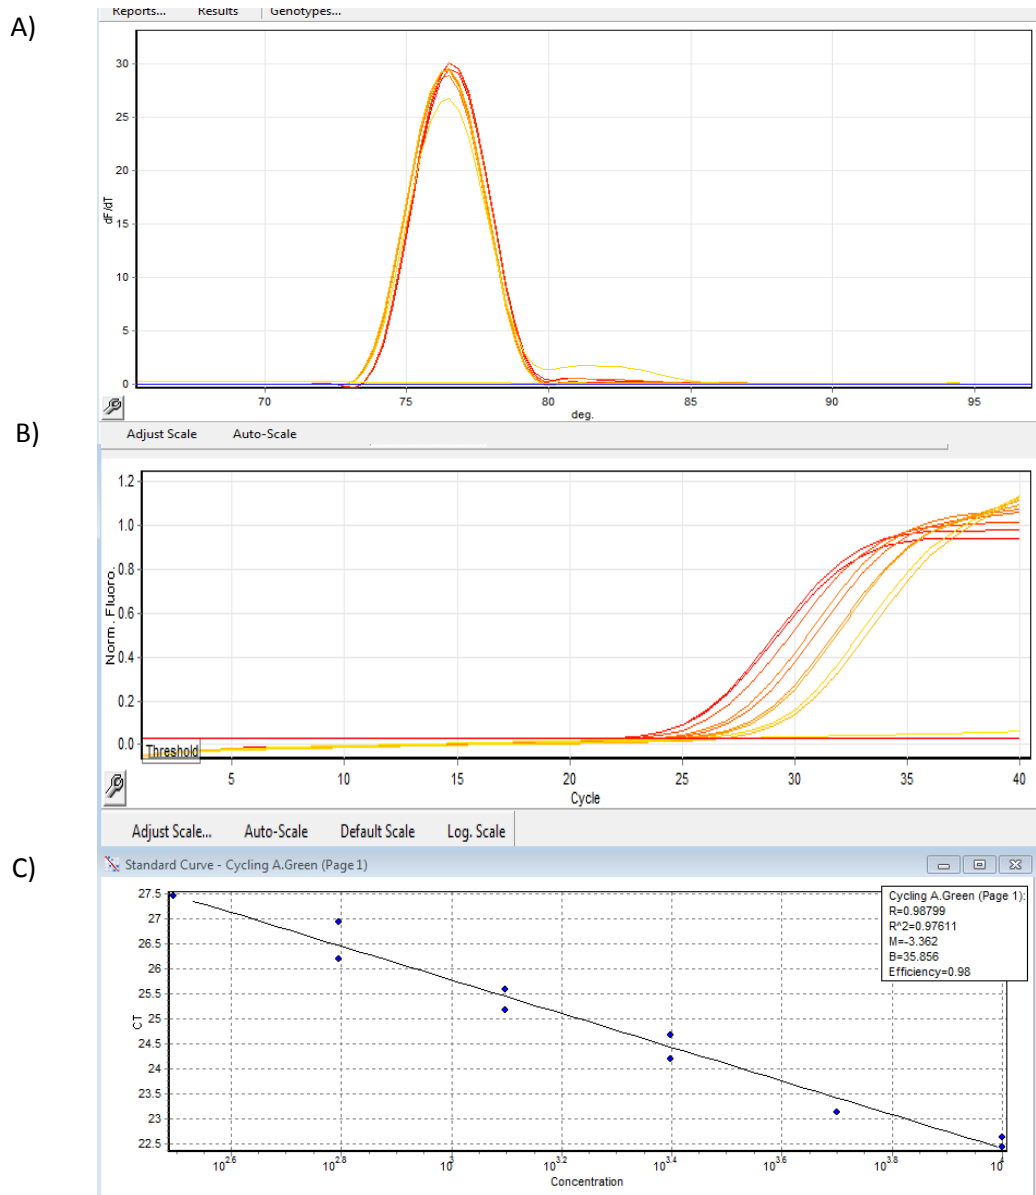 A)
Reports... Results Genotypes...
30
25
20
15
10
5
0
dF/dT
70 75 80 85 90 95
deg.
B)
Adjust Scale Auto-Scale
1.2
1.0
0.8
0.6
0.4
0.2
0.0
Norm. Fluoro.
Threshold
5 10 15 20 25 30 35 40
Cycle
Adjust Scale... Auto-Scale Default Scale Log. Scale
C)
Standard Curve - Cycling A.Green (Page 1)
27.5
27
26.5
26
25.5
25
24.5
24
23.5
23
22.5
CT
Cycling A.Green (Page 1):
R=0.98799
R^2=0.97611
M=-3.362
B=35.856
Efficiency=0.98
10^2.6 10^2.8 10^3 10^3.2 10^3.4 10^3.6 10^3.8 10^4
Concentration